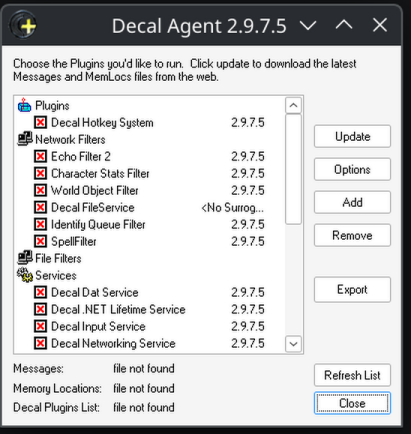 Decal Agent 2.9.7.5
Choose the Plugins you'd like to run. Click update to download the latest
Messages and MemLocs files from the web.
Plugins
Decal Hotkey System 2.9.7.5
Network Filters
Echo Filter 2 2.9.7.5
Character Stats Filter 2.9.7.5
World Object Filter 2.9.7.5
Decal FileService <No Surrog...
Identify Queue Filter 2.9.7.5
SpellFilter 2.9.7.5
File Filters
Services
Decal Dat Service 2.9.7.5
Decal .NET Lifetime Service 2.9.7.5
Decal Input Service 2.9.7.5
Decal Networking Service 2.9.7.5
Update
Options
Add
Remove
Export
Refresh List
Close
Messages: file not found
Memory Locations: file not found
Decal Plugins List: file not found